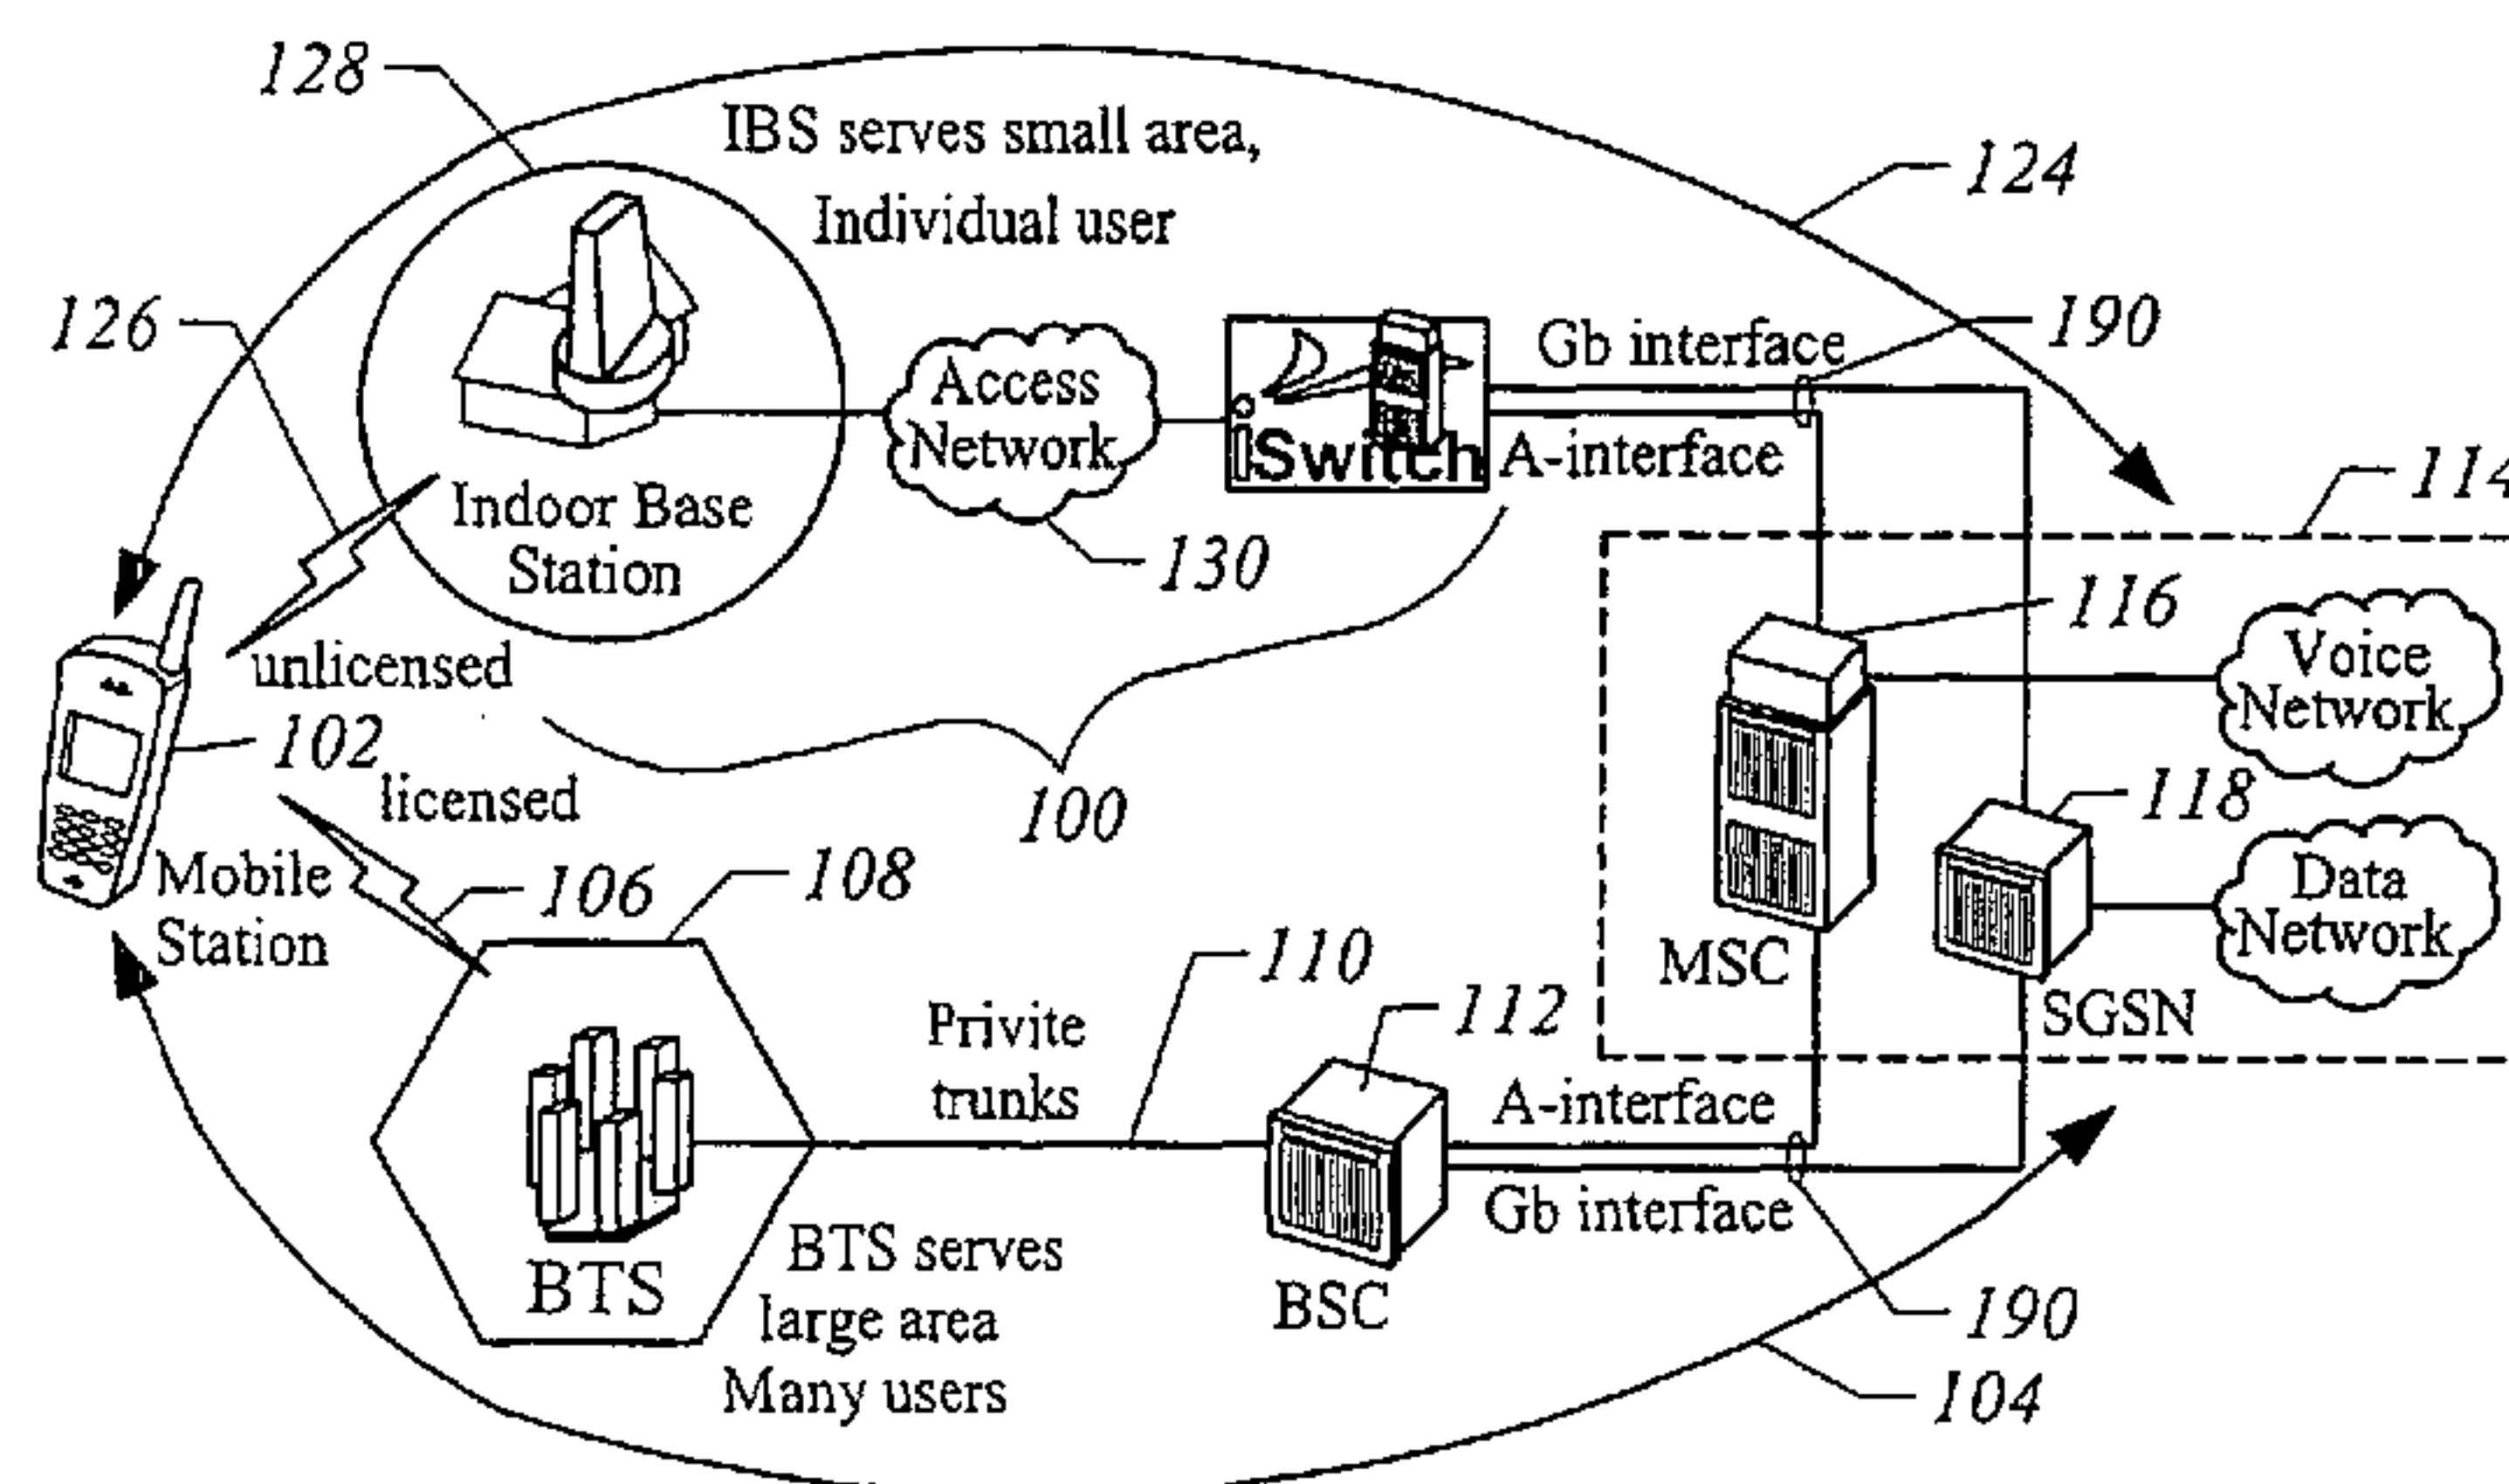 128
IBS serves small area,
Individual user
124
126
190
Gb interface
Access
Network
iSwitch
A-interface
114
Indoor Base
Station
130
116
unlicensed
Voice
Network
102
licensed
100
118
Mobile
Station
106
108
Data
Network
MSC
110
112
SGSN
Privite
trunks
A-interface
Gb interface
BTS serves
large area
Many users
BTS
BSC
190
104